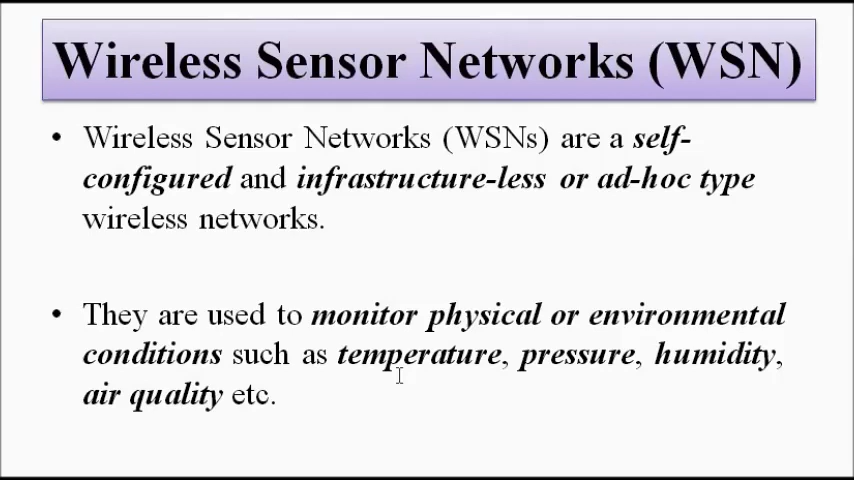 Wireless Sensor Networks (WSN)
• Wireless Sensor Networks (WSNs) are a self-
configured and infrastructure-less or ad-hoc type
wireless networks.
• They are used to monitor physical or environmental
conditions such as temperature, pressure, humidity,
air quality etc.